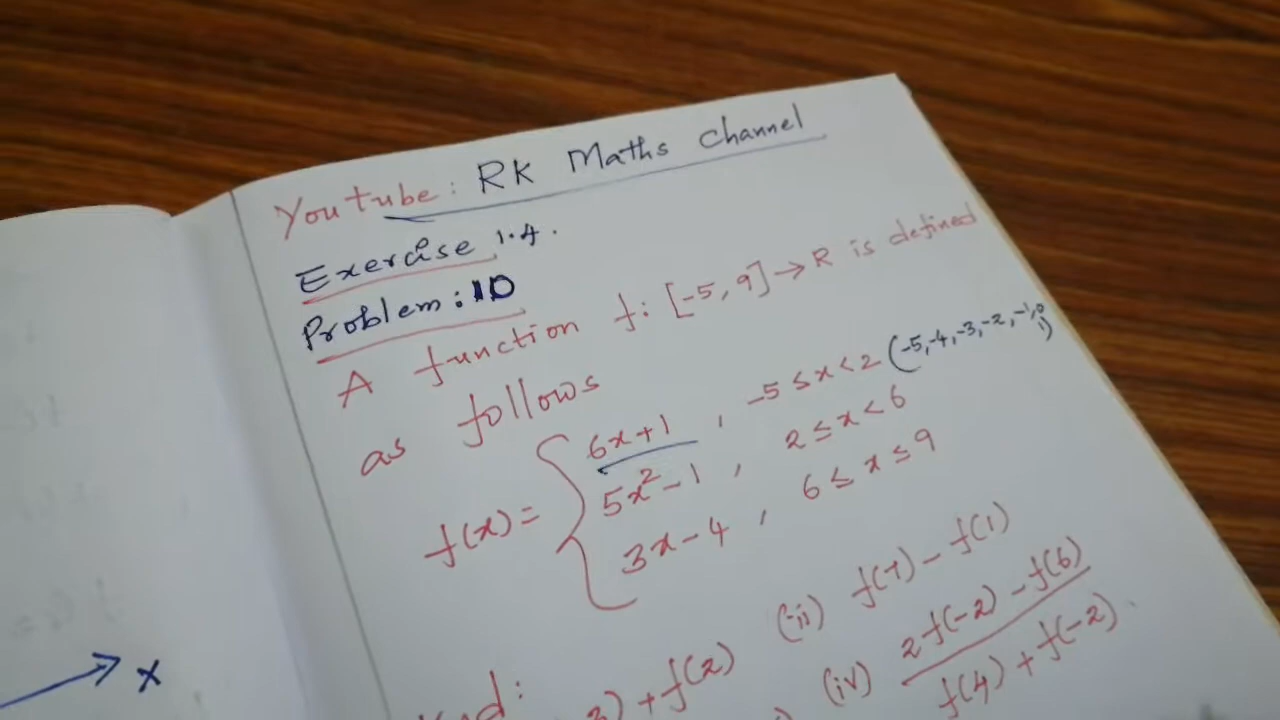 Youtube: RK Maths Channel
Exercise 1.4.
Problem: 10
A function f: [-5, 9] → R is defined
as follows
f(x) = { 6x+1 , -5 ≤ x < 2 (-5,-4,-3,-2,-1,0
1)
5x² - 1 , 2 ≤ x < 6
3x - 4 , 6 ≤ x ≤ 9
3) + f(2) (ii) f(7) - f(1)
(iv) 2f(-2) - f(6)
f(4) + f(-2).
X